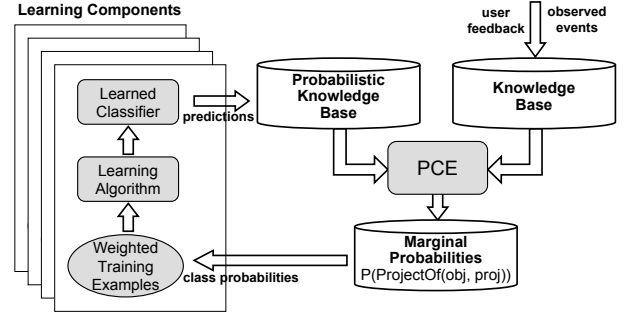 Learning Components
user
feedback
observed
events
Learned
Classifier
predictions
Probabilistic
Knowledge
Base
Knowledge
Base
Learning
Algorithm
PCE
Weighted
Training
Examples
class probabilities
Marginal
Probabilities
P(ProjectOf(obj, proj))